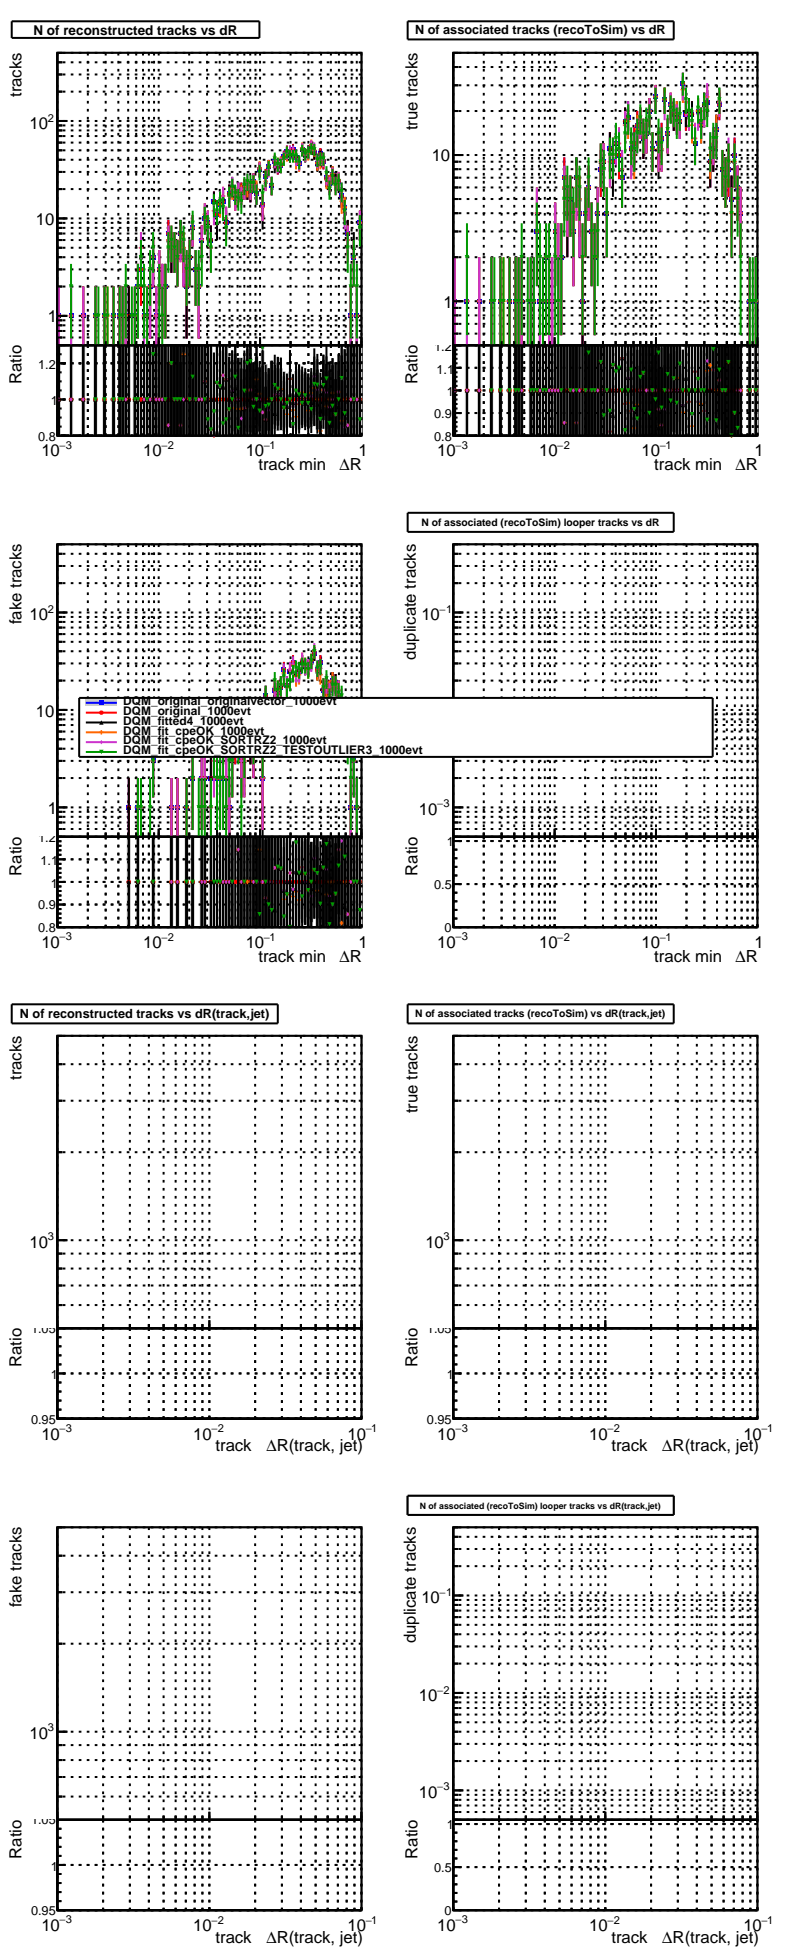 N of reconstructed tracks vs dR
tracks
10²
10
1
Ratio
1.2
1
0.8
10⁻³ 10⁻² 10⁻¹ 1
track min ΔR
N of associated tracks (recoToSim) vs dR
true tracks
10
1
Ratio
1.2
1.1
1
0.9
0.8
10⁻³ 10⁻² 10⁻¹ 1
track min ΔR
fake tracks
10²
10
1
Ratio
1.2
1.1
1
0.9
0.8
10⁻³ 10⁻² 10⁻¹ 1
track min ΔR
N of associated (recoToSim) looper tracks vs dR
duplicate tracks
10⁻¹
10⁻³
Ratio
1
0.5
0
10⁻³ 10⁻² 10⁻¹ 1
track min ΔR
DQM_original_originalvector_1000evt
DQM_original_1000evt
DQM_fitted4_1000evt
DQM_fit_cpeOK_1000evt
DQM_fit_cpeOK_SORTRZ2_1000evt
DQM_fit_cpeOK_SORTRZ2_TESTOUTLIER3_1000evt
N of reconstructed tracks vs dR(track,jet)
tracks
10³
Ratio
1.05
1
0.95
10⁻³ 10⁻² 10⁻¹
track ΔR(track, jet)
N of associated tracks (recoToSim) vs dR(track,jet)
true tracks
10³
Ratio
1.05
1
0.95
10⁻³ 10⁻² 10⁻¹
track ΔR(track, jet)
fake tracks
10³
Ratio
1.05
1
0.95
10⁻³ 10⁻² 10⁻¹
track ΔR(track, jet)
N of associated (recoToSim) looper tracks vs dR(track,jet)
duplicate tracks
10⁻¹
10⁻²
10⁻³
Ratio
1
0.5
0
10⁻³ 10⁻² 10⁻¹
track ΔR(track, jet)